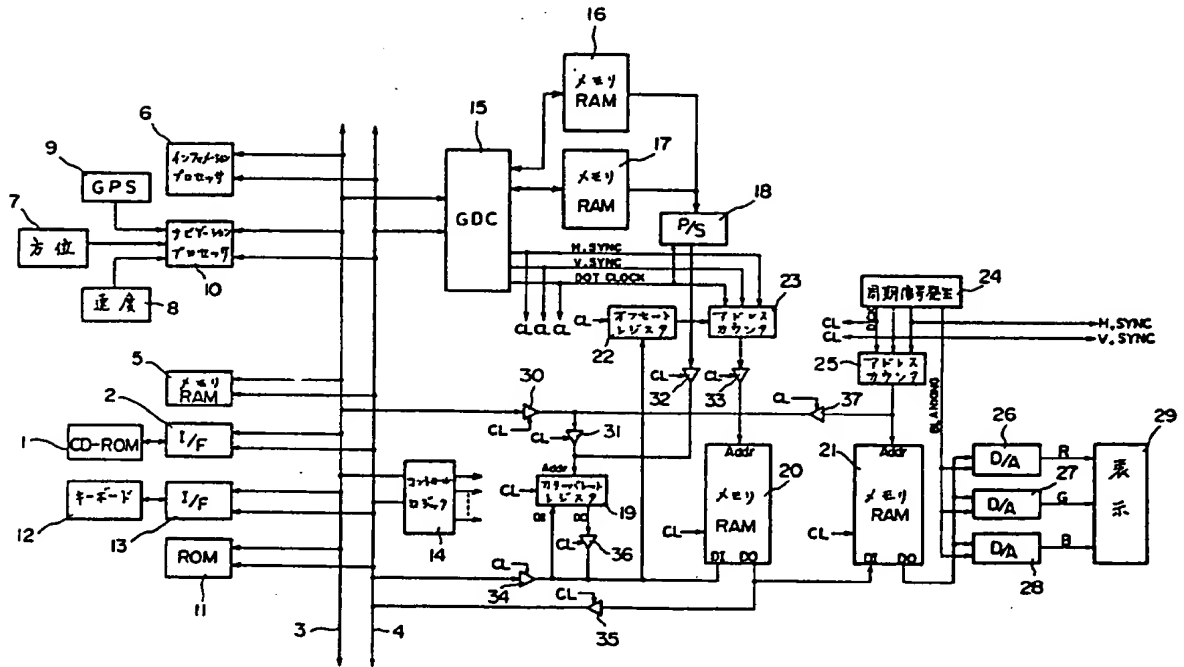 16
メモリ
RAM
15
GDC
17
メモリ
RAM
6
インフォメーション
プロセッサ
9
GPS
7
方位
ナビゲーション
プロセッサ
10
速度
8
18
P/S
H.SYNC
V.SYNC
DOT CLOCK
23
アドレス
カウンタ
CL
オフセット
レジスタ
22
CL
CL
CL
24
同期信号発生
CL
CL
H.SYNC
V.SYNC
25
アドレス
カウンタ
BLANKING
5
メモリ
RAM
2
I/F
1
CD-ROM
キーボード
12
I/F
13
ROM
11
3
4
30
CL
CL
31
CL
32
CL
33
CL
37
コントロール
ロジック
14
Addr
カラーパレット
レジスタ
CL
19
DI
DO
CL
36
CL
34
CL
35
Addr
メモリ
RAM
20
CL
DI
DO
21
Addr
メモリ
RAM
CL
DI
DO
26
D/A
R
27
D/A
G
D/A
B
28
29
表示